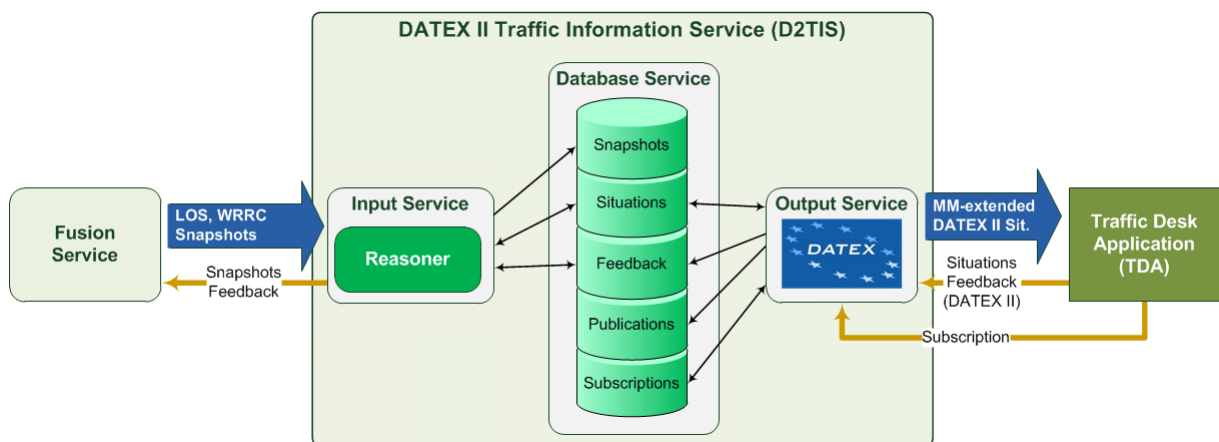 DATEX II Traffic Information Service (D2TIS)
Fusion
Service
LOS, WRRC
Snapshots
Snapshots
Feedback
Input Service
Reasoner
Database Service
Snapshots
Situations
Feedback
Publications
Subscriptions
Output Service
DATEX
MM-extended
DATEX II Sit.
Situations
Feedback
(DATEX II)
Subscription
Traffic Desk
Application
(TDA)